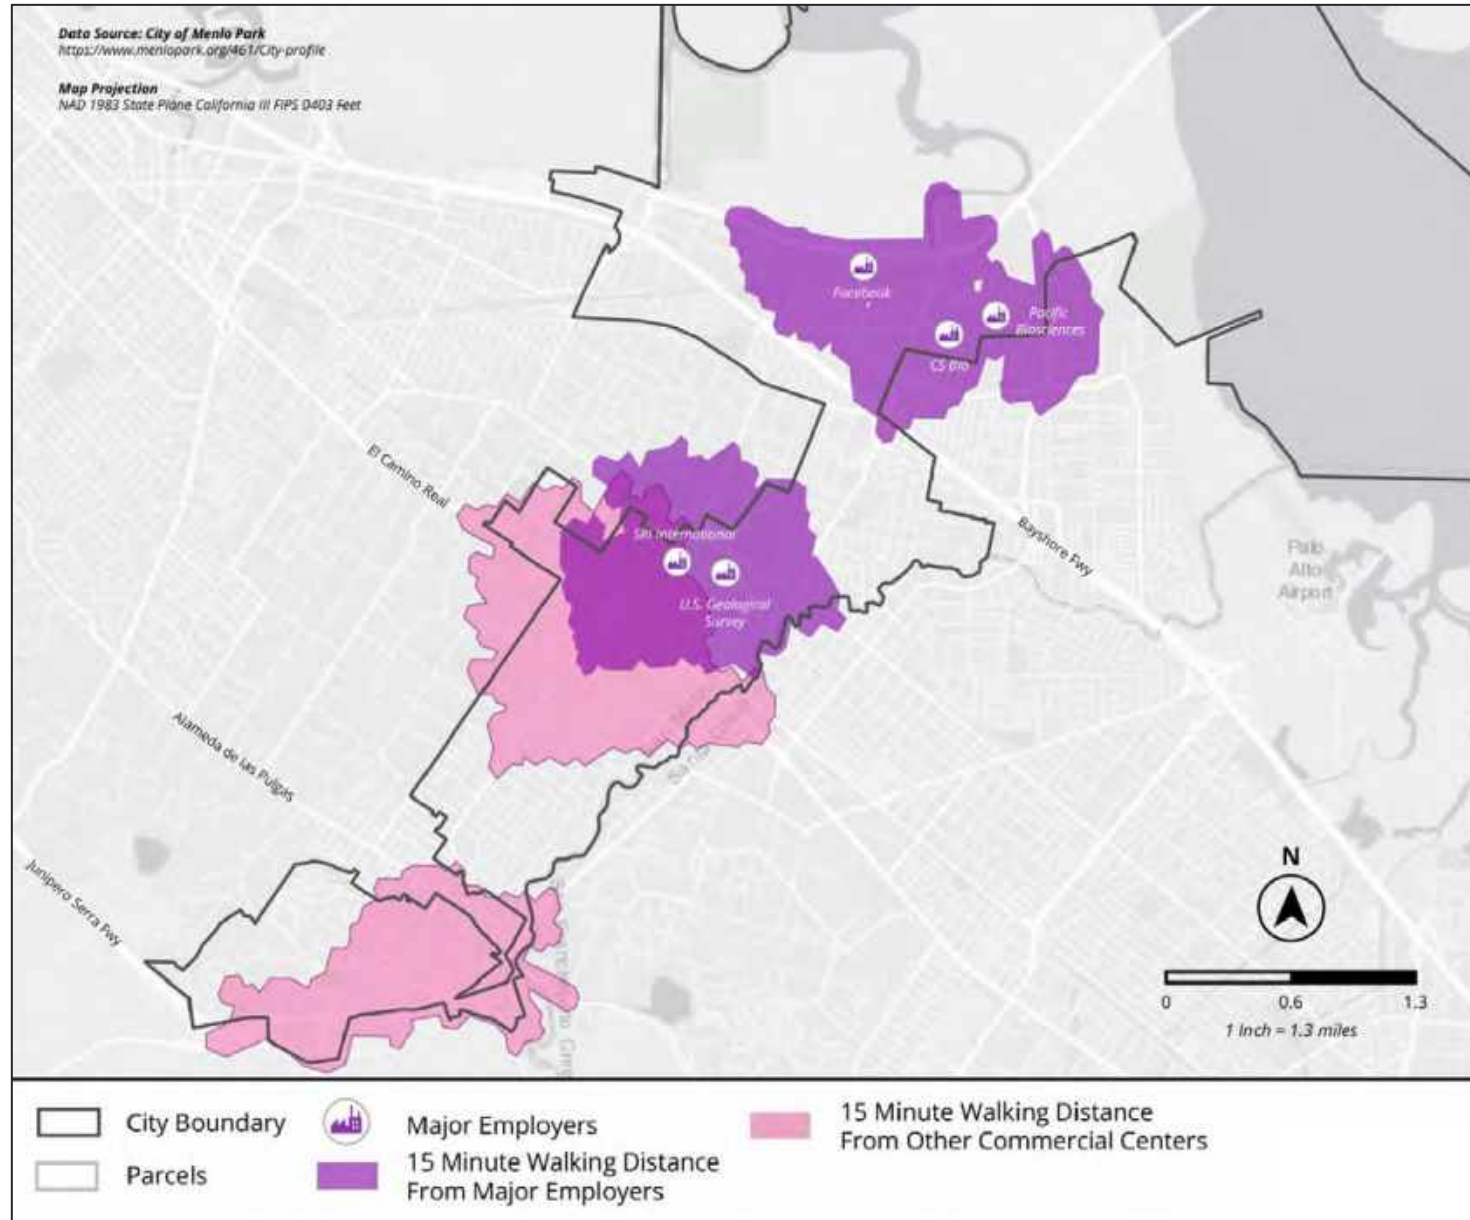 Data Source: City of Menlo Park
https://www.menlopark.org/461/City-profile
Map Projection
NAD 1983 State Plane California III FIPS 0403 Feet
Facebook
Pacific
Biosciences
CS Bio
El Camino Real
SRI International
U.S. Geological
Survey
Bayshore Fwy
Palo
Alto
Airport
Alameda de las Pulgas
Junipero Serra Fwy
N
0 0.6 1.3
1 Inch = 1.3 miles
City Boundary
Parcels
Major Employers
15 Minute Walking Distance
From Major Employers
15 Minute Walking Distance
From Other Commercial Centers